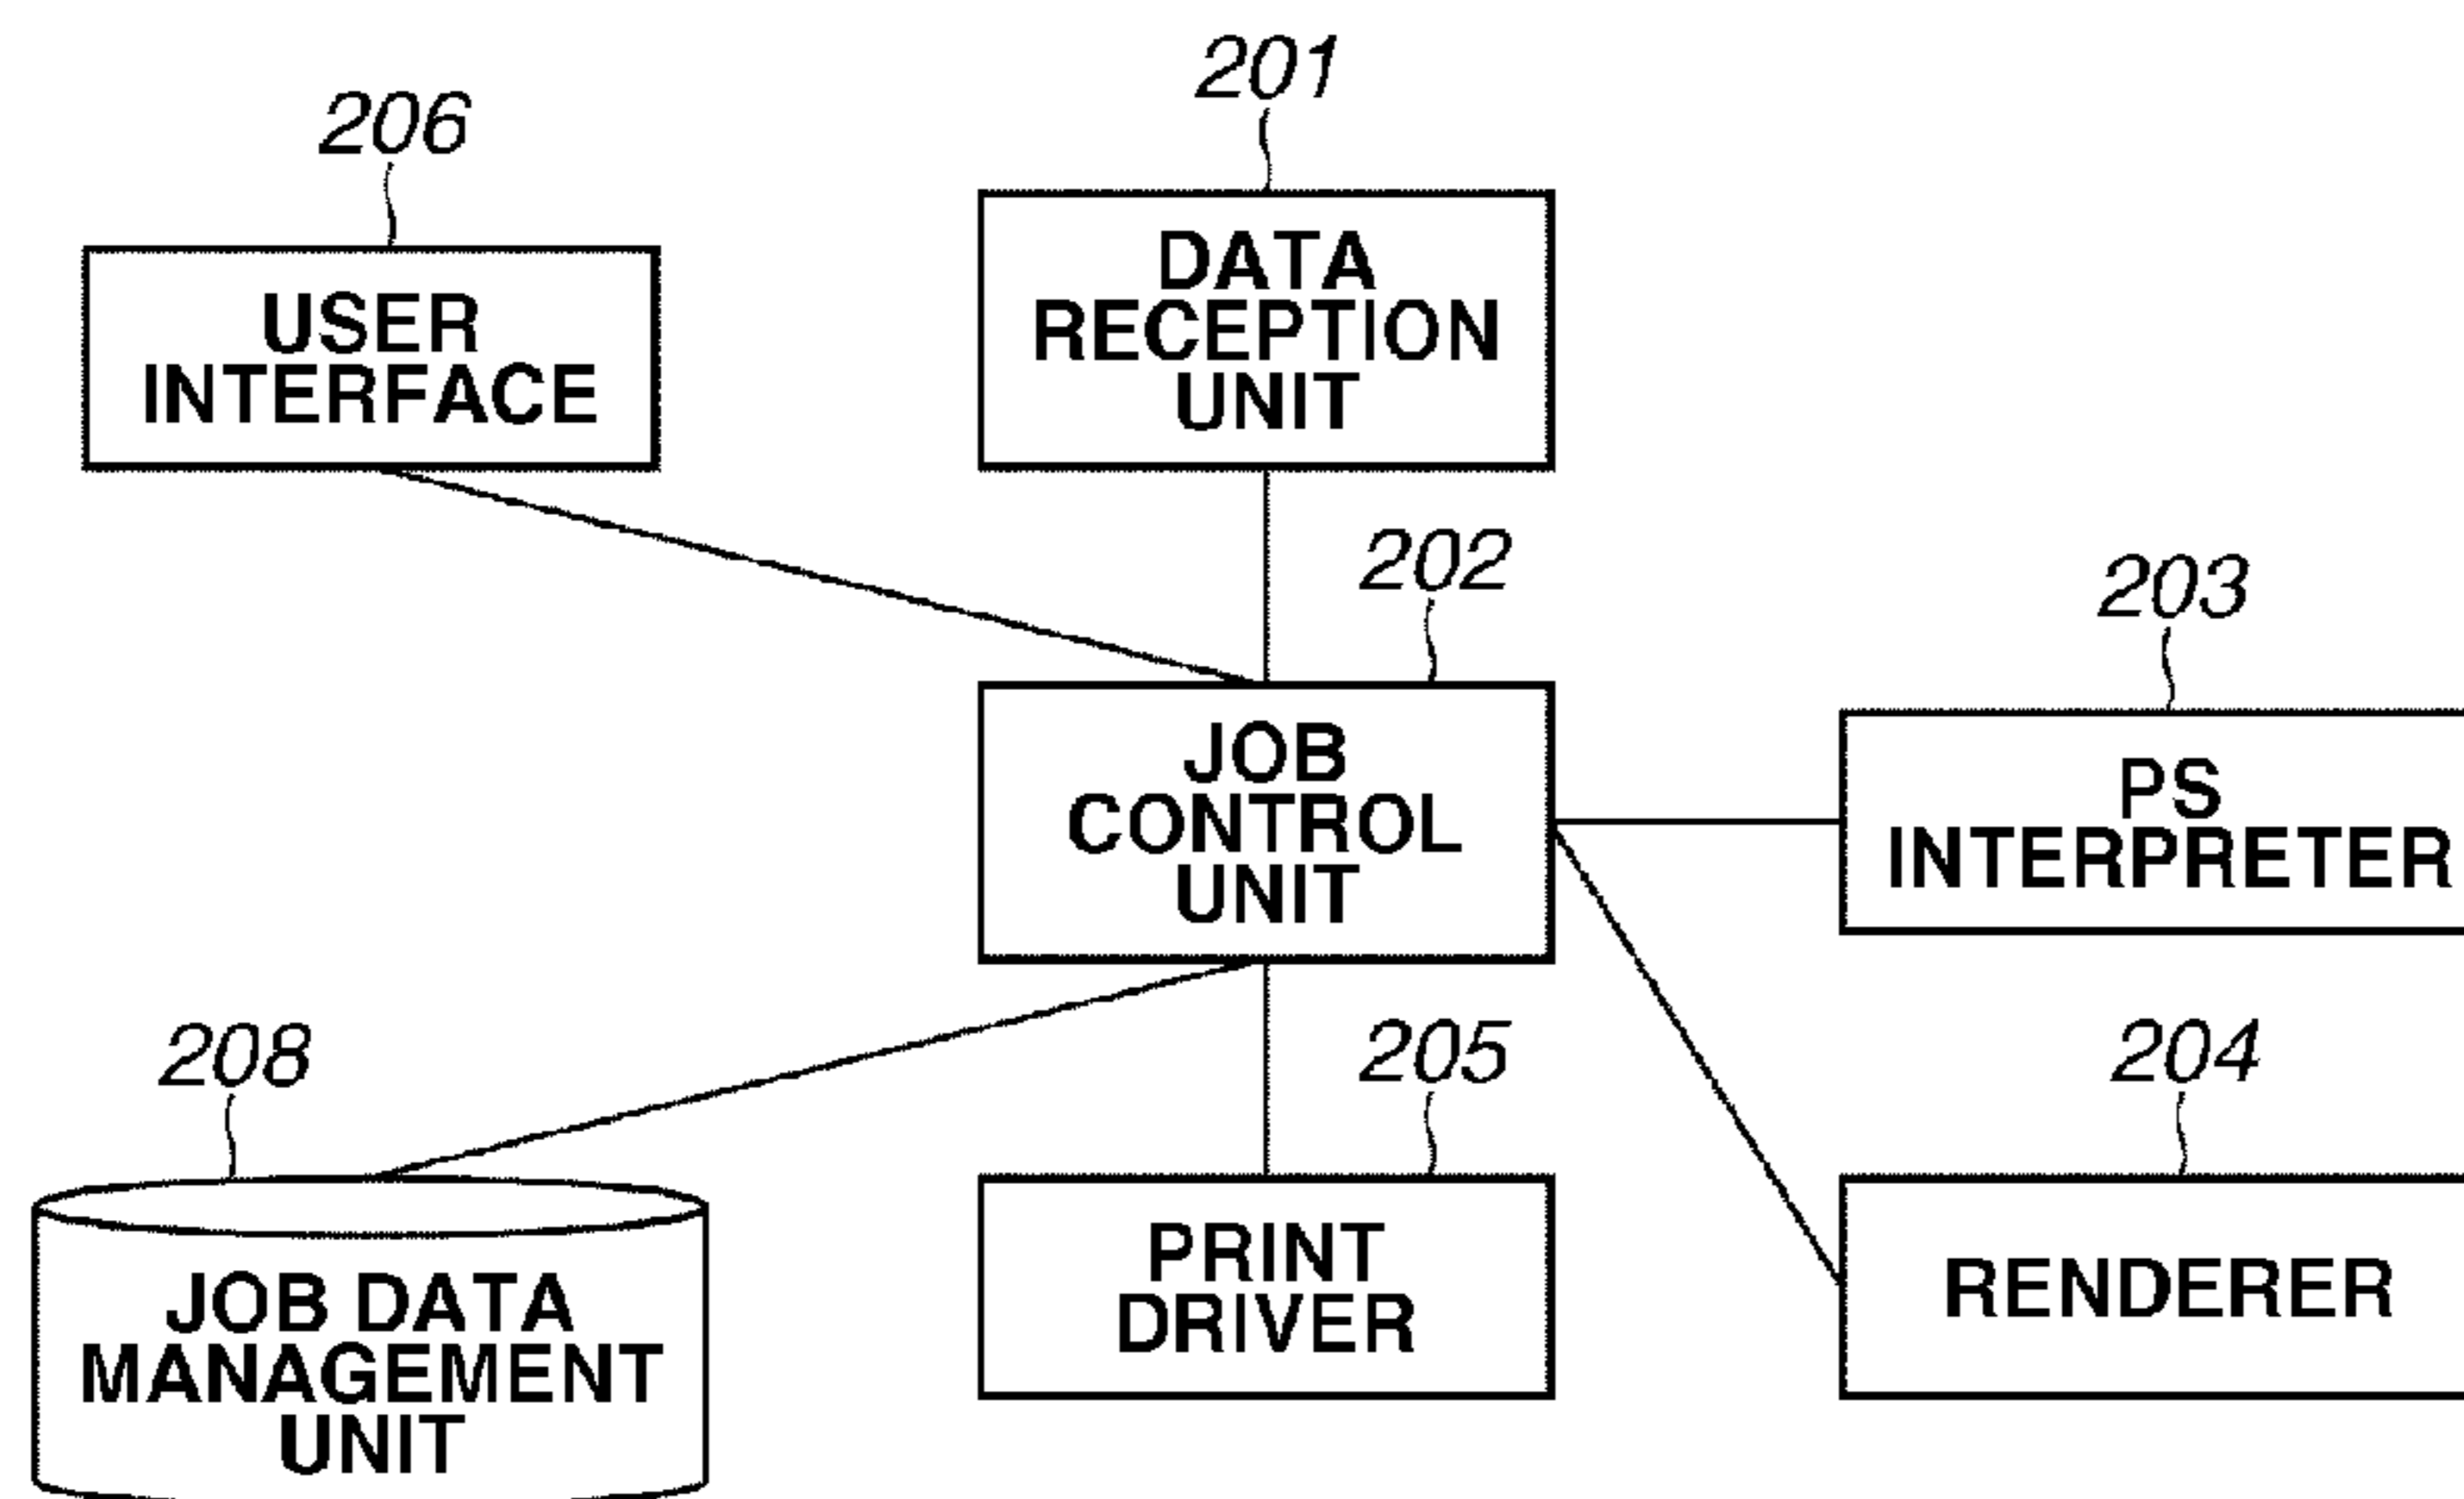 201
206
DATA
RECEPTION
UNIT
USER
INTERFACE
202
203
JOB
CONTROL
UNIT
PS
INTERPRETER
208
205
204
PRINT
DRIVER
RENDERER
JOB DATA
MANAGEMENT
UNIT